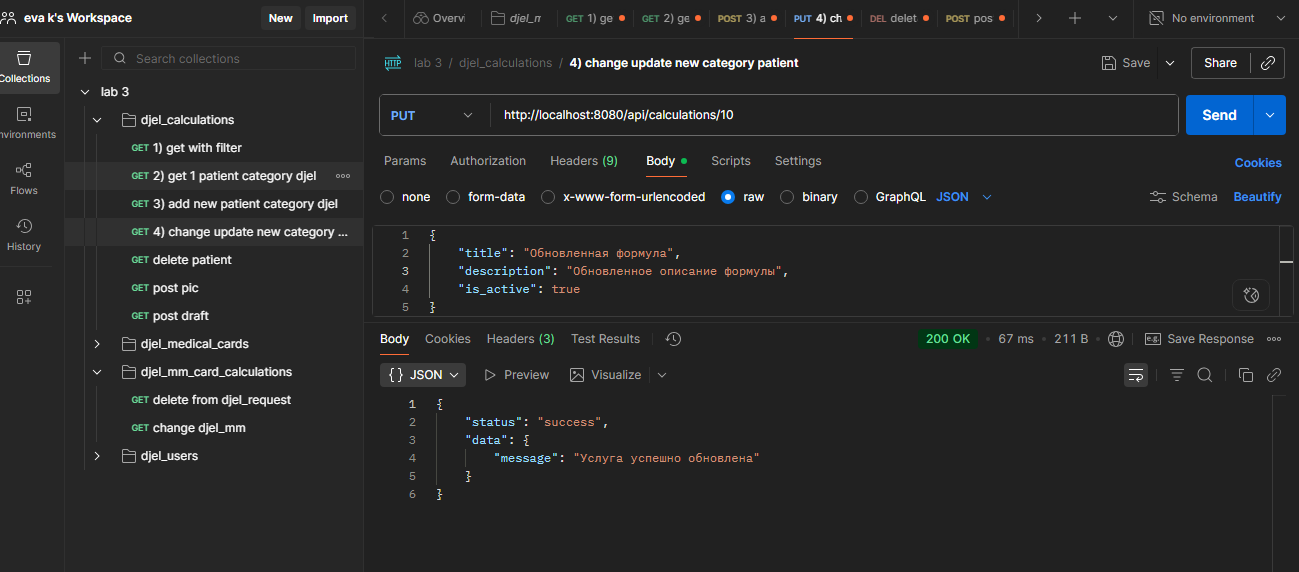 eva k's Workspace
New
Import
Overvi
djel_m
GET 1) ge
GET 2) ge
POST 3) a
PUT 4) ch
DEL delet
POST pos
No environment
Collections
Search collections
nvironments
Flows
History
lab 3
djel_calculations
GET 1) get with filter
GET 2) get 1 patient category djel
GET 3) add new patient category djel
GET 4) change update new category ...
GET delete patient
GET post pic
GET post draft
djel_medical_cards
djel_mm_card_calculations
GET delete from djel_request
GET change djel_mm
djel_users
HTTP lab 3 / djel_calculations / 4) change update new category patient
Save
Share
PUT
http://localhost:8080/api/calculations/10
Send
Params
Authorization
Headers (9)
Body
Scripts
Settings
Cookies
none
form-data
x-www-form-urlencoded
raw
binary
GraphQL
JSON
Schema
Beautify
1 {
2 "title": "Обновленная формула",
3 "description": "Обновленное описание формулы",
4 "is_active": true
5 }
Body
Cookies
Headers (3)
Test Results
200 OK
67 ms
211 B
e.g. Save Response
{} JSON
Preview
Visualize
1 {
2 "status": "success",
3 "data": {
4 "message": "Услуга успешно обновлена"
5 }
6 }